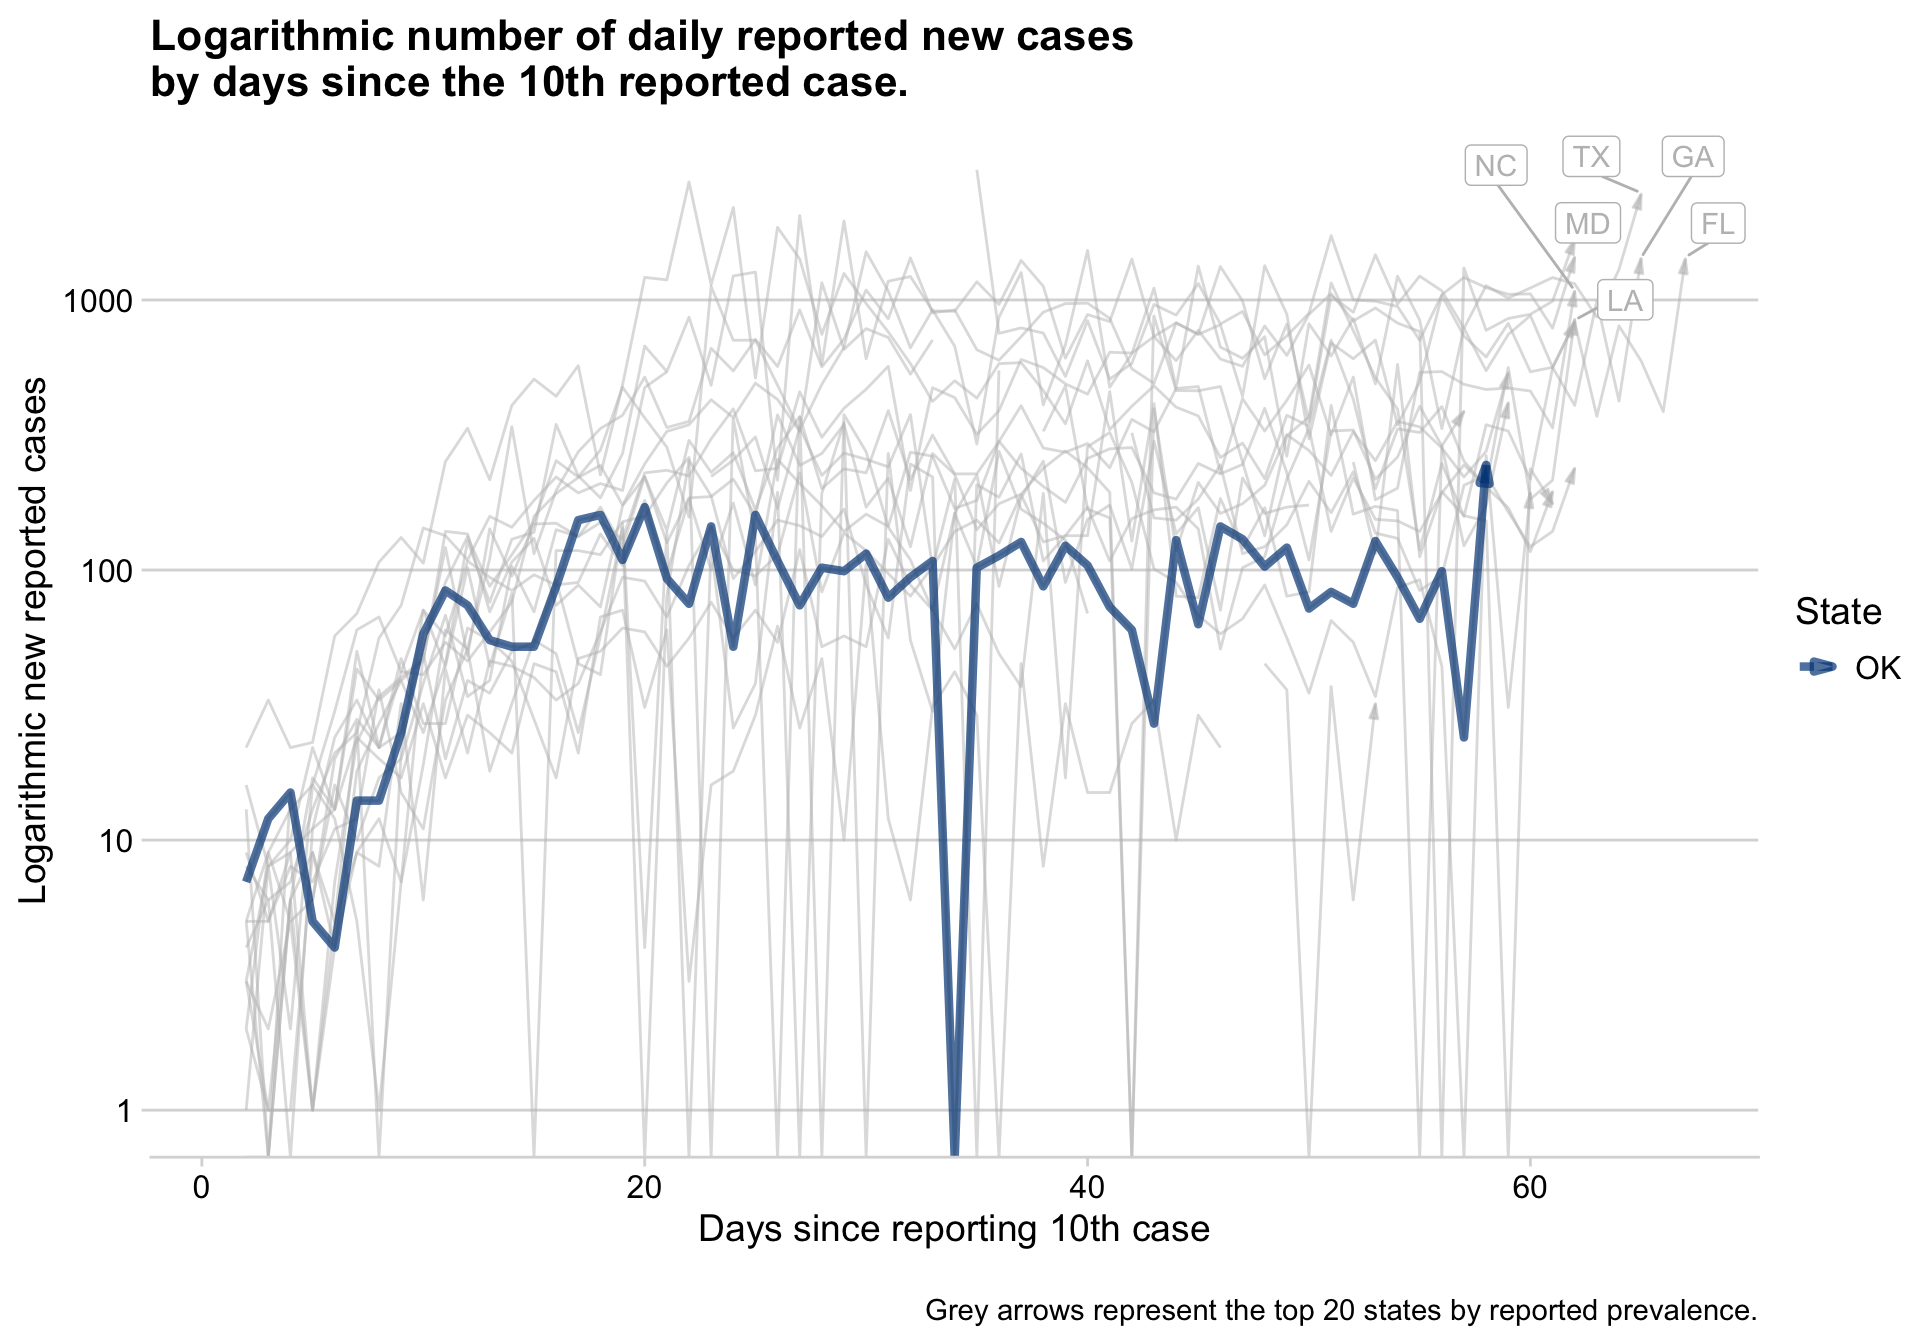 Logarithmic number of daily reported new cases
by days since the 10th reported case.
NC
TX
GA
MD
FL
LA
1000
100
10
1
Logarithmic new reported cases
0
20
40
60
Days since reporting 10th case
State
OK
Grey arrows represent the top 20 states by reported prevalence.